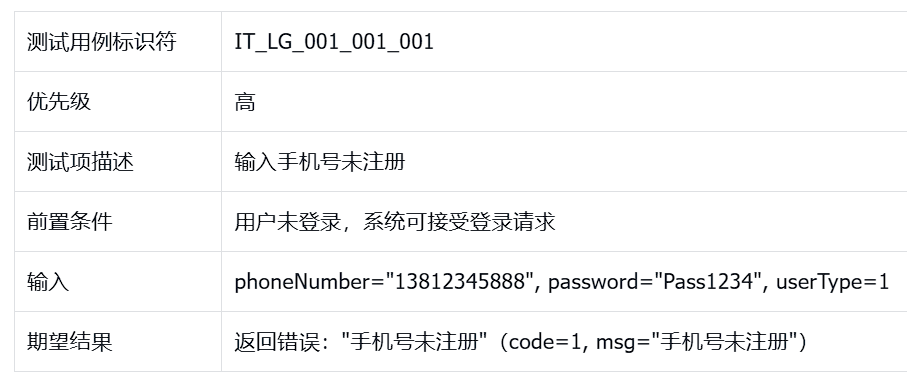 测试用例标识符 IT_LG_001_001_001
优先级 高
测试项描述 输入手机号未注册
前置条件 用户未登录，系统可接受登录请求
输入 phoneNumber="13812345888", password="Pass1234", userType=1
期望结果 返回错误："手机号未注册"（code=1, msg="手机号未注册"）